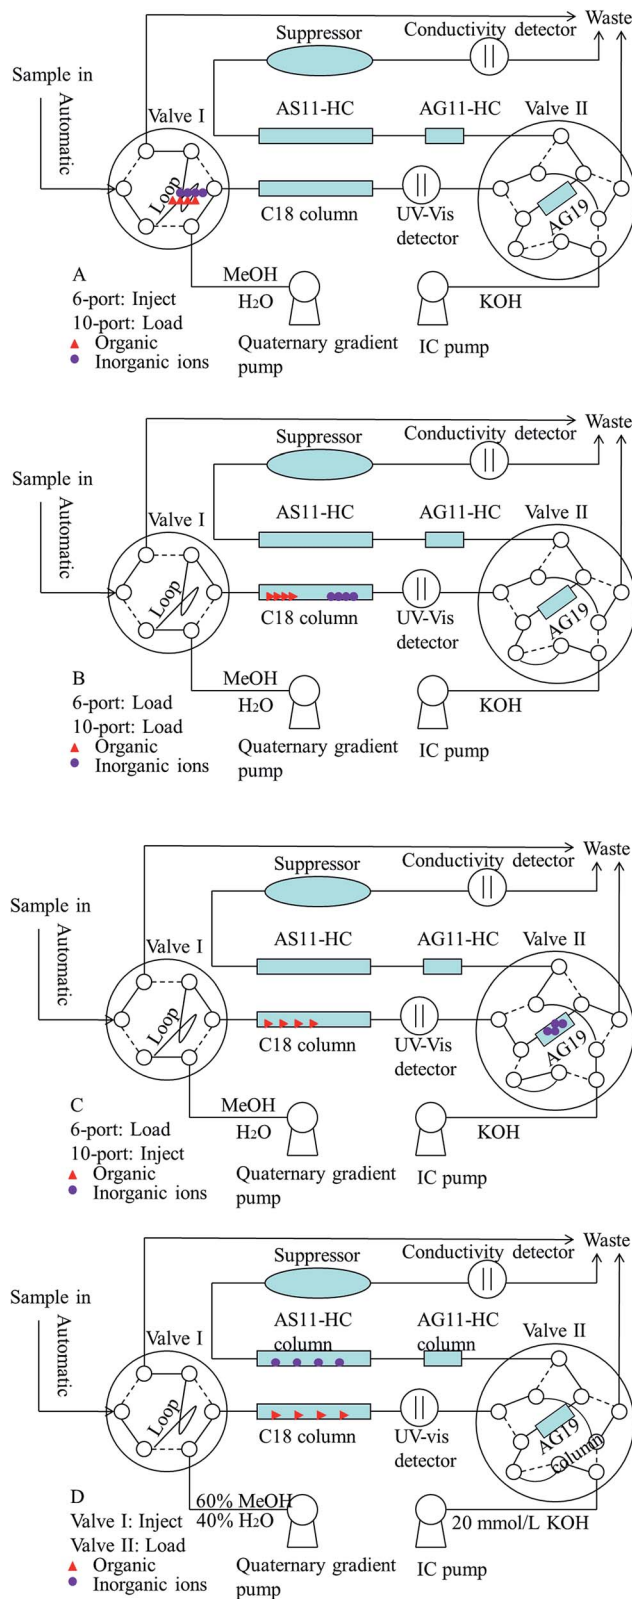 Waste
Conductivity detector
Suppressor
Sample in
Automatic
Valve I
AS11-HC
AG11-HC
Valve II
Loop
AG19
C18 column
UV-Vis
detector
A
MeOH
6-port: Inject
H2O
KOH
10-port: Load
Organic
Quaternary gradient
IC pump
Inorganic ions
pump
Waste
Conductivity detector
Suppressor
Sample in
Automatic
Valve I
AS11-HC
AG11-HC
Valve II
Loop
AG19
C18 column
UV-Vis
detector
B
MeOH
6-port: Load
H2O
KOH
10-port: Load
Organic
Quaternary gradient
IC pump
Inorganic ions
pump
Waste
Conductivity detector
Suppressor
Sample in
Automatic
Valve I
AS11-HC
AG11-HC
Valve II
Loop
AG19
C18 column
UV-Vis
detector
C
MeOH
6-port: Load
H2O
KOH
10-port: Inject
Organic
Quaternary gradient
IC pump
Inorganic ions
pump
Waste
Conductivity detector
Suppressor
Sample in
Automatic
Valve I
AS11-HC
column
AG11-HC
column
Valve II
Loop
AG19
column
C18 column
UV-vis
detector
D
60% MeOH
Valve I: Inject
40% H2O
20 mmol/L KOH
Valve II: Load
Organic
Quaternary gradient
IC pump
Inorganic ions
pump